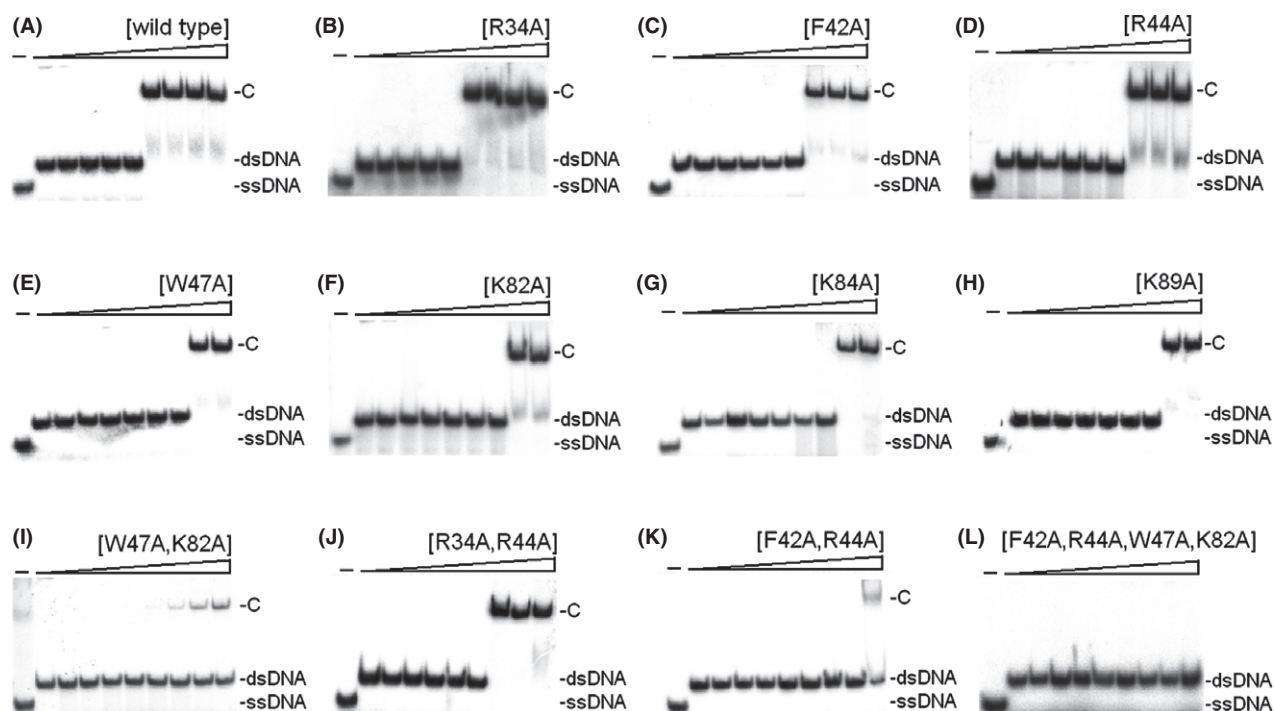 (A) [wild type] (B) [R34A] (C) [F42A] (D) [R44A]
– – – –
-C -C -C -C
-dsDNA -dsDNA -dsDNA -dsDNA
-ssDNA -ssDNA -ssDNA -ssDNA
(E) [W47A] (F) [K82A] (G) [K84A] (H) [K89A]
– – – –
-C -C -C -C
-dsDNA -dsDNA -dsDNA -dsDNA
-ssDNA -ssDNA -ssDNA -ssDNA
(I) [W47A,K82A] (J) [R34A,R44A] (K) [F42A,R44A] (L) [F42A,R44A,W47A,K82A]
– – – –
-C -C -C
-dsDNA -dsDNA -dsDNA -dsDNA
-ssDNA -ssDNA -ssDNA -ssDNA